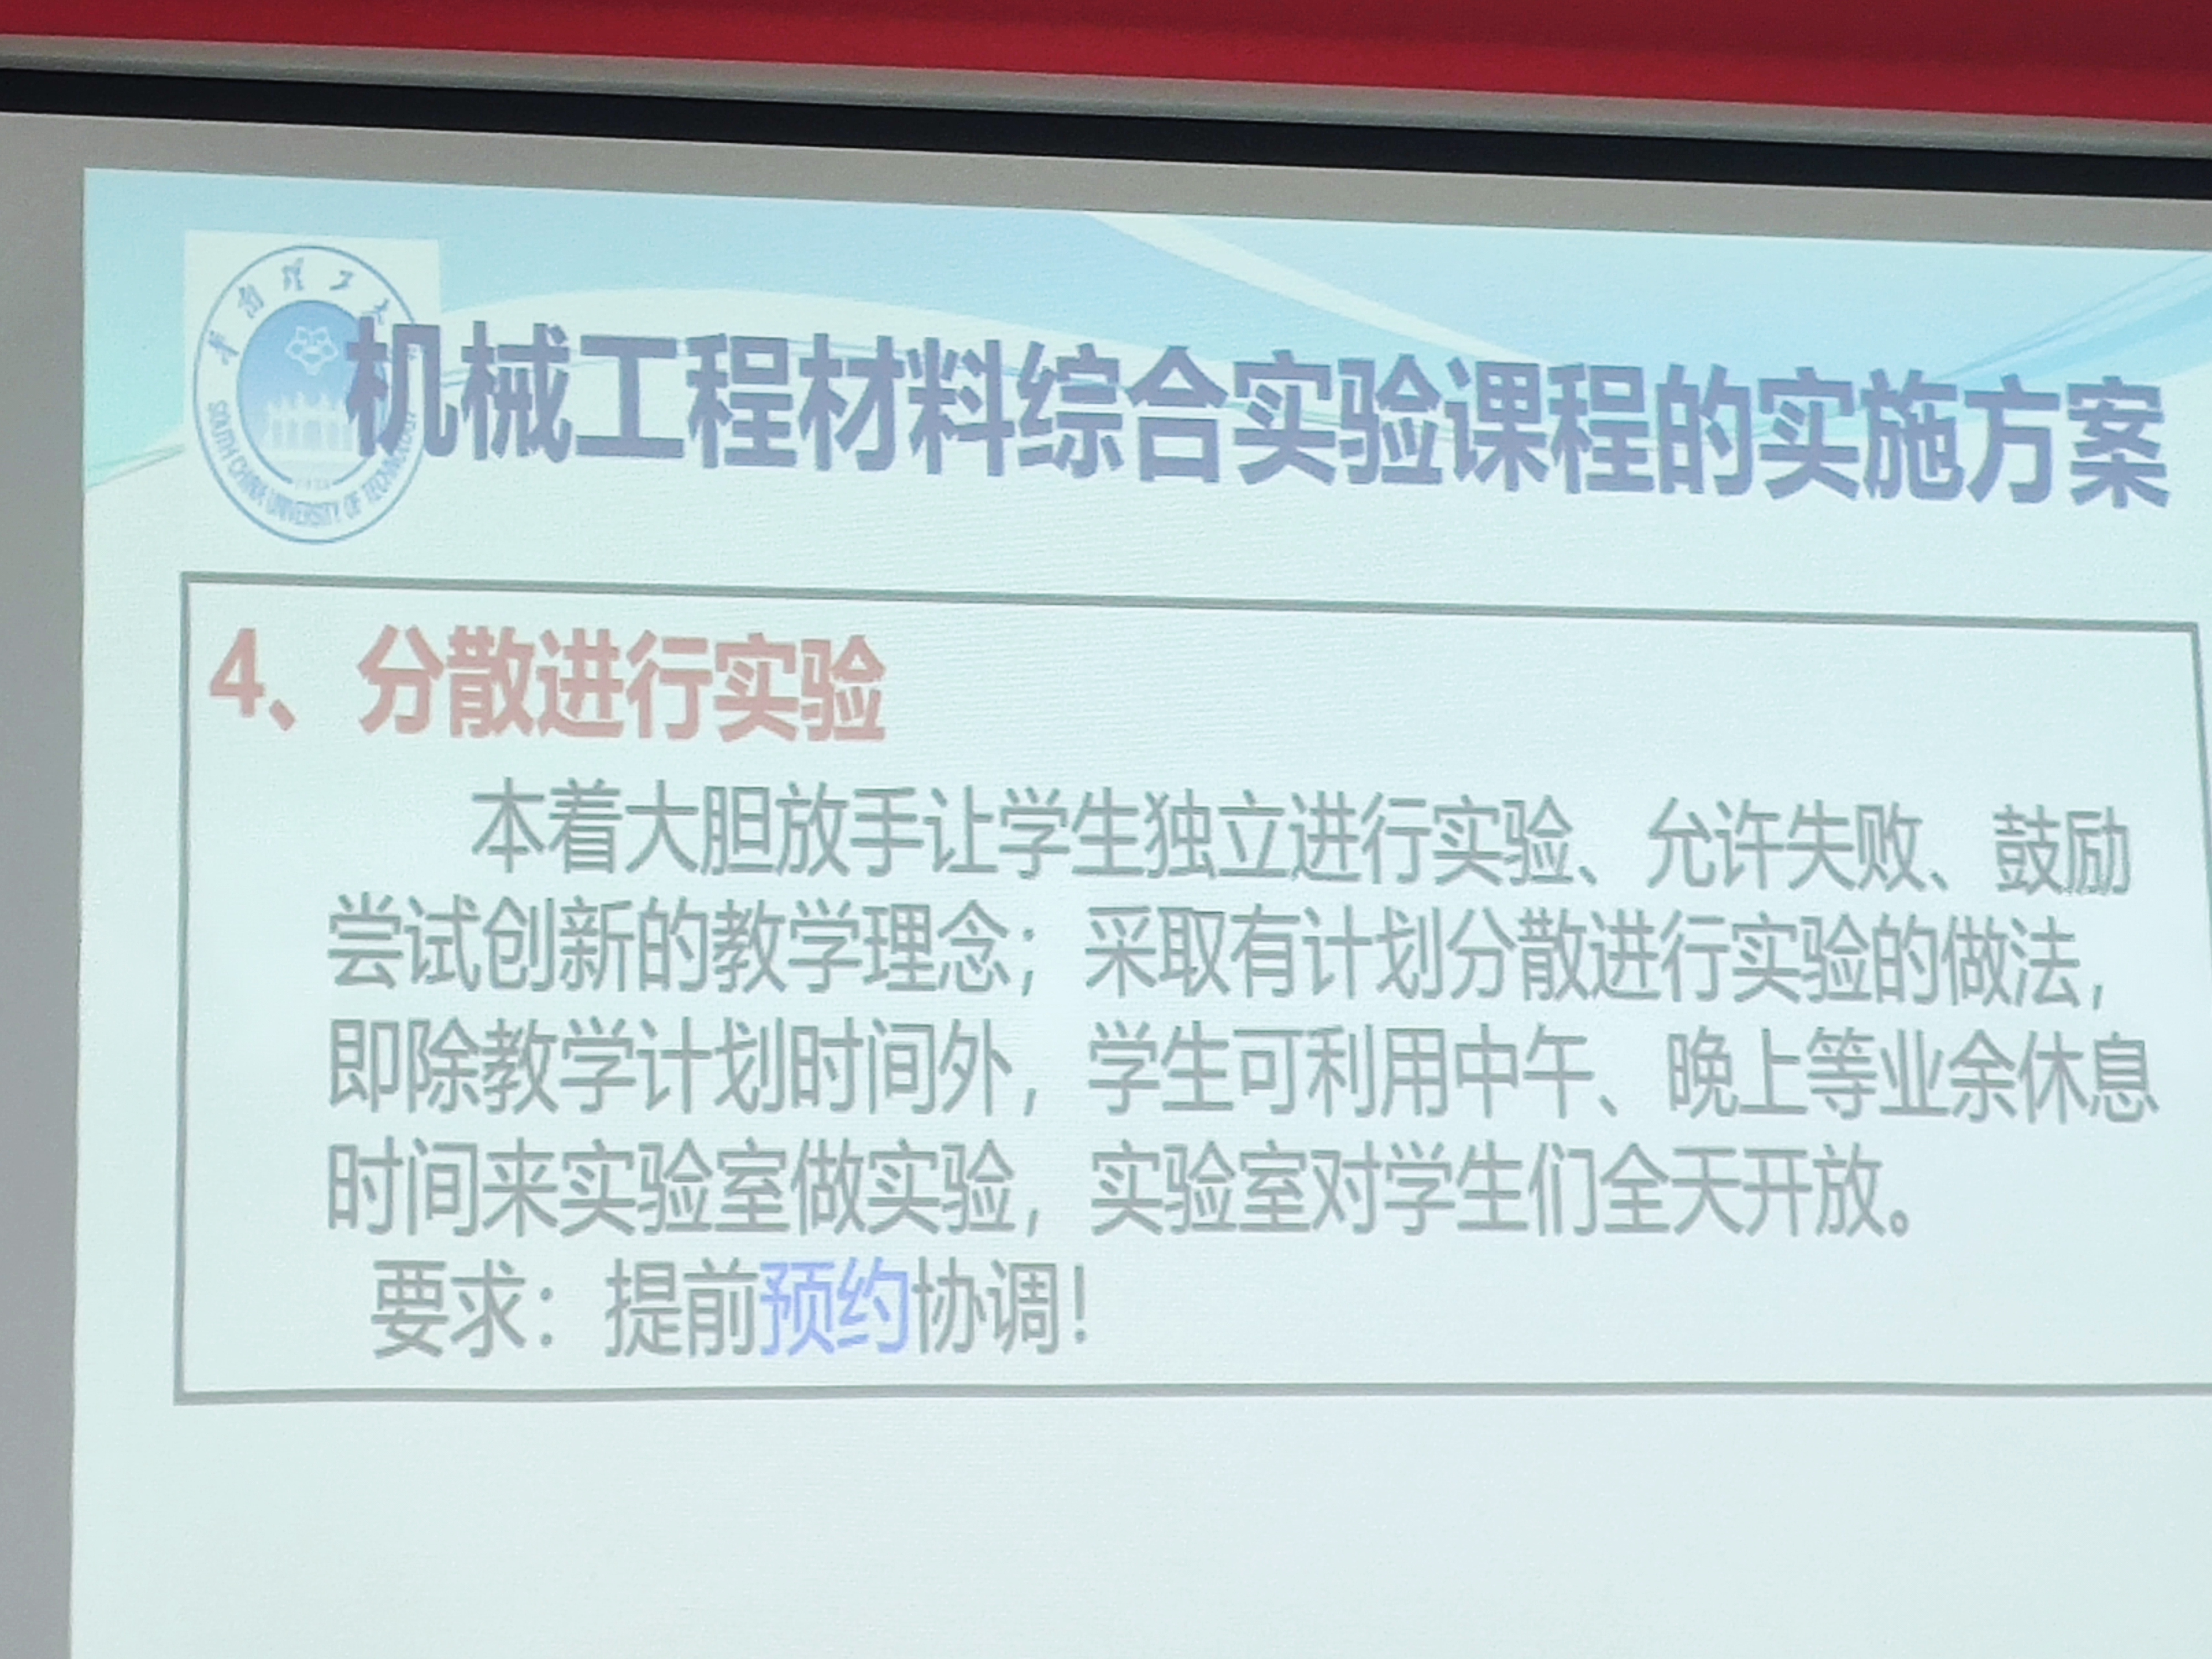 华南理工大
SOUTH CHINA UNIVERSITY OF TECHNOLOGY
机械工程材料综合实验课程的实施方案
4、分散进行实验
本着大胆放手让学生独立进行实验、允许失败、鼓励
尝试创新的教学理念；采取有计划分散进行实验的做法，
即除教学计划时间外，学生可利用中午、晚上等业余休息
时间来实验室做实验，实验室对学生们全天开放。
要求：提前预约协调！